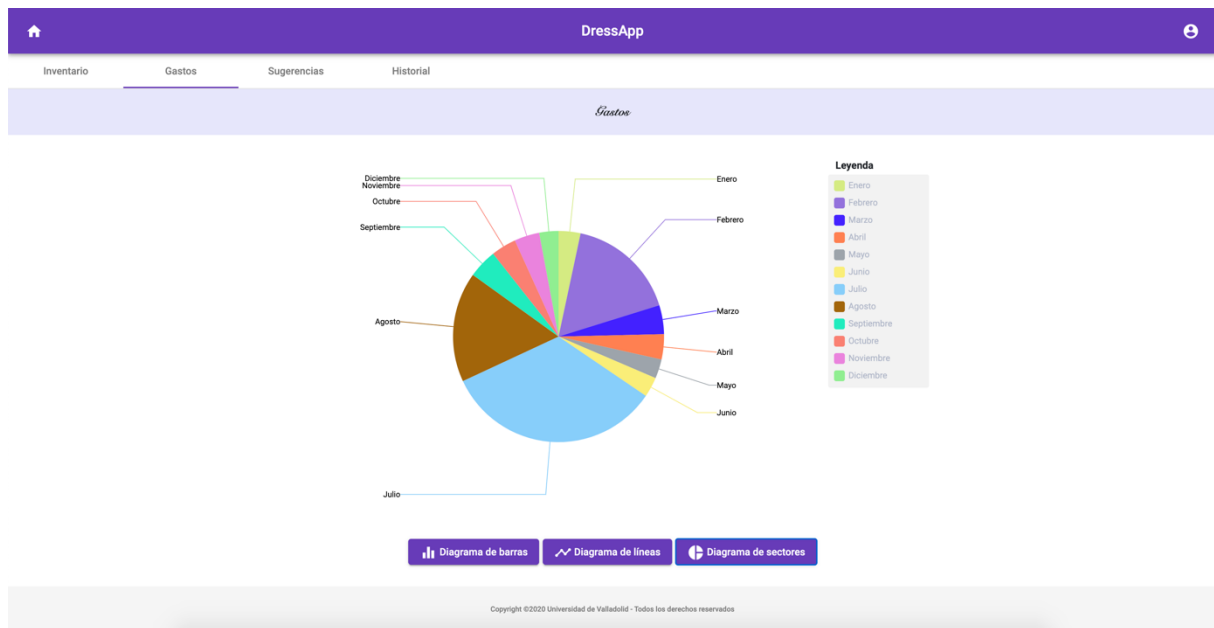 DressApp
Inventario Gastos Sugerencias Historial
Gastos
Diciembre
Noviembre
Octubre
Septiembre
Agosto
Julio
Enero
Febrero
Marzo
Abril
Mayo
Junio
Leyenda
Enero
Febrero
Marzo
Abril
Mayo
Junio
Julio
Agosto
Septiembre
Octubre
Noviembre
Diciembre
Diagrama de barras Diagrama de líneas Diagrama de sectores
Copyright ©2020 Universidad de Valladolid - Todos los derechos reservados